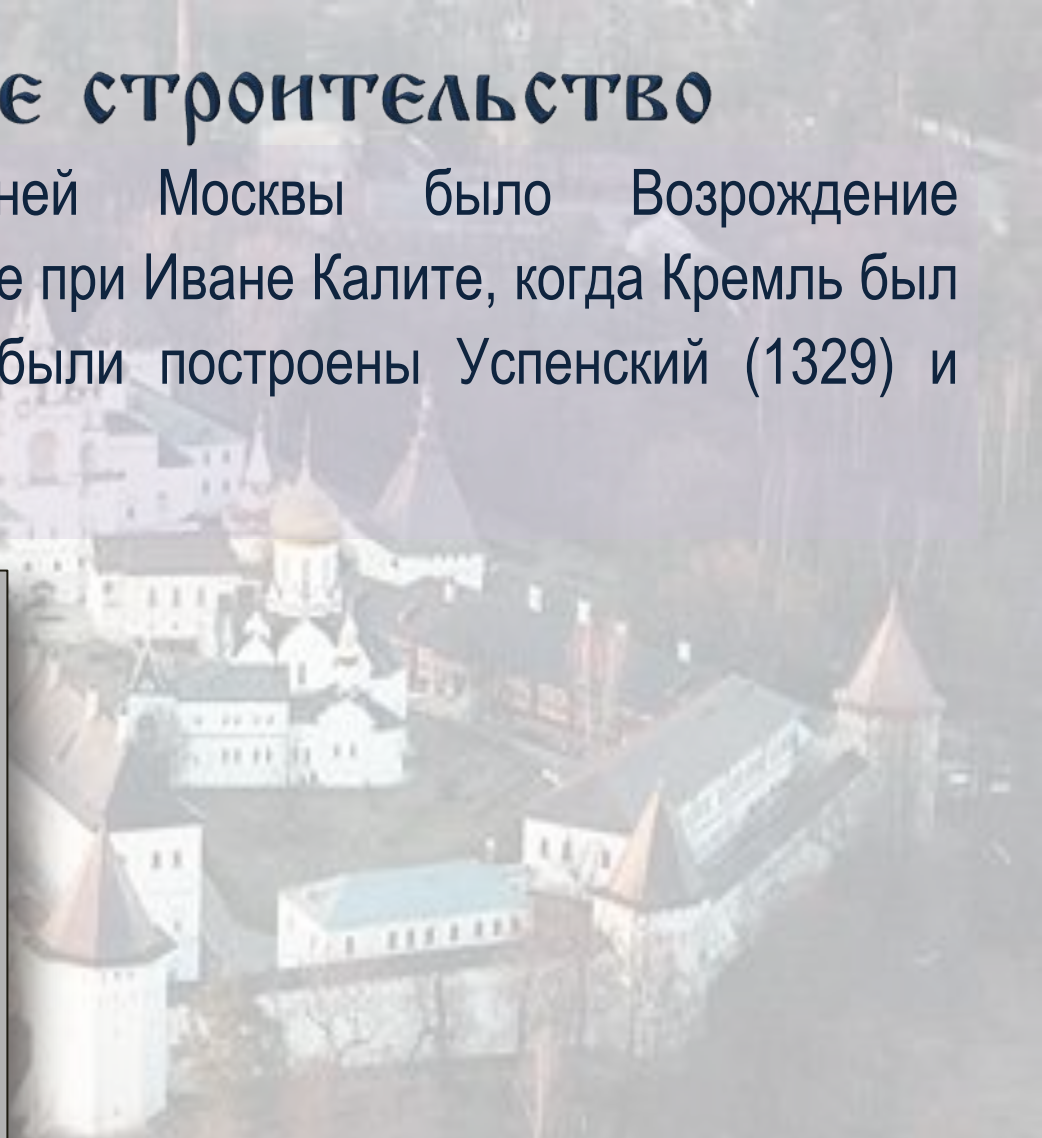 е строительство
ней Москвы было Возрождение
е при Иване Калите, когда Кремль был
были построены Успенский (1329) и